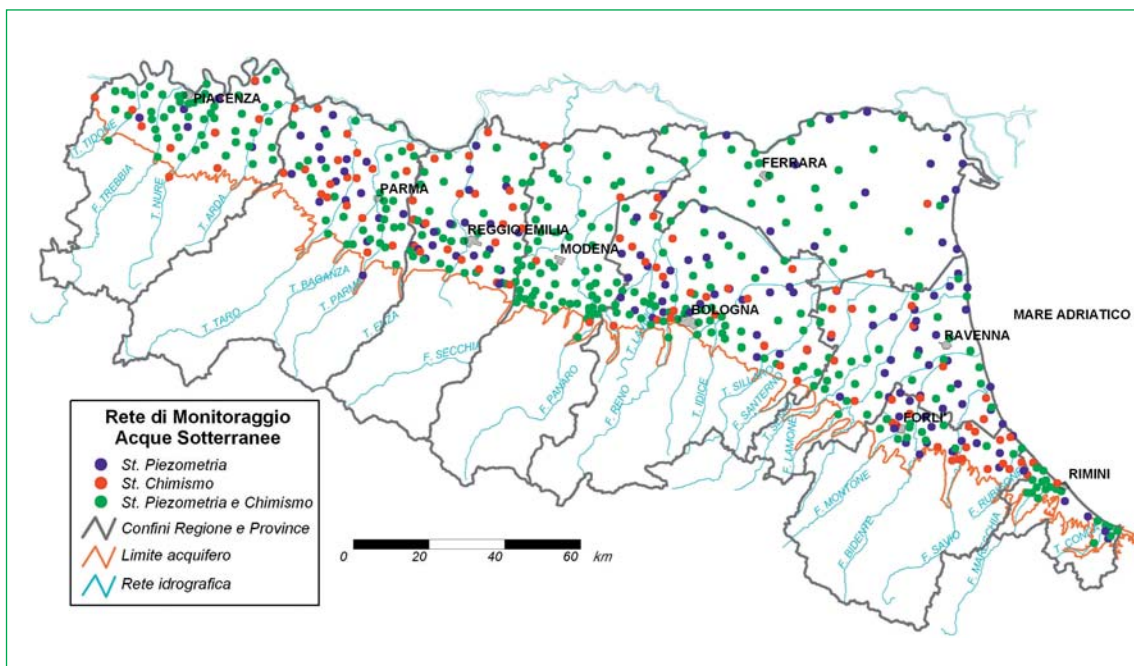 PIACENZA
T. TIDONE
F. TREBBIA
T. NURE
T. ARDA
PARMA
FERRARA
REGGIO EMILIA
MODENA
BOLOGNA
MARE ADRIATICO
RAVENNA
T. BAGANZA
T. PARMA
T. TARO
T. ENZA
F. SECCHIA
F. PANARO
F. RENO
T. IDICE
T. SILLARO
F. SANTERNO
F. LAMONE
FORLI'
F. MONTONE
F. BIDENTE
F. SAVIO
F. RUBICONE
RIMINI
T. CONCA
Rete di Monitoraggio
Acque Sotterranee
St. Piezometria
St. Chimismo
St. Piezometria e Chimismo
Confini Regione e Province
Limite acquifero
Rete idrografica
0 20 40 60 km